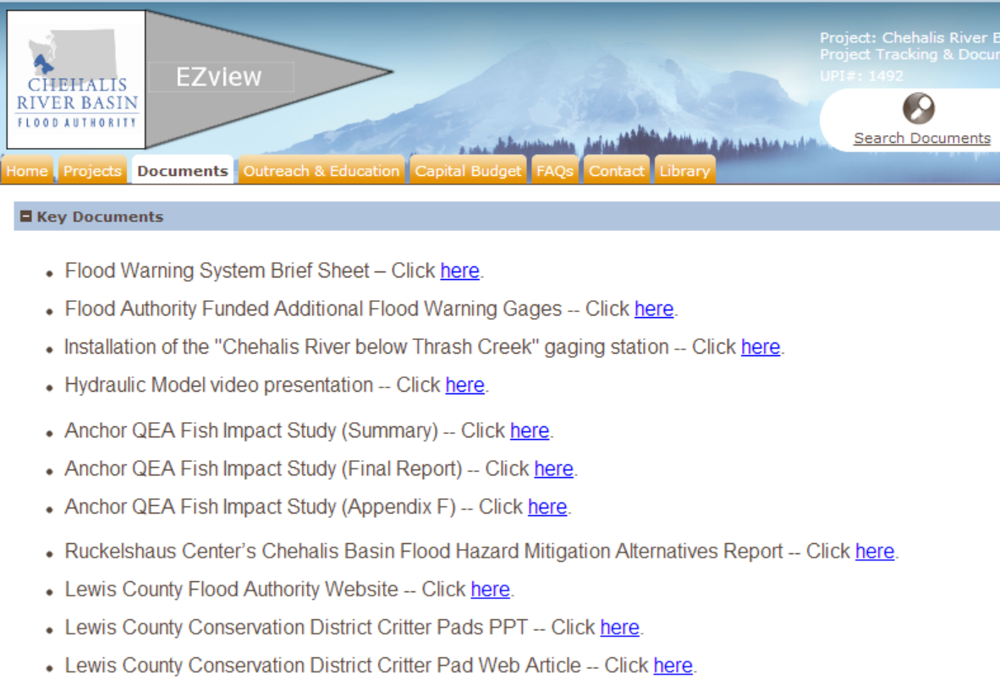 CHEHALIS
RIVER BASIN
FLOOD AUTHORITY
EZview
Project: Chehalis River
Project Tracking &
UPI#: 1492
Search Documents
Home Projects Documents Outreach & Education Capital Budget FAQs Contact Library
Key Documents
• Flood Warning System Brief Sheet – Click here.
• Flood Authority Funded Additional Flood Warning Gages -- Click here.
• Installation of the "Chehalis River below Thrash Creek" gaging station -- Click here.
• Hydraulic Model video presentation -- Click here.
• Anchor QEA Fish Impact Study (Summary) -- Click here.
• Anchor QEA Fish Impact Study (Final Report) -- Click here.
• Anchor QEA Fish Impact Study (Appendix F) -- Click here.
• Ruckelshaus Center’s Chehalis Basin Flood Hazard Mitigation Alternatives Report -- Click here.
• Lewis County Flood Authority Website -- Click here.
• Lewis County Conservation District Critter Pads PPT -- Click here.
• Lewis County Conservation District Critter Pad Web Article -- Click here.